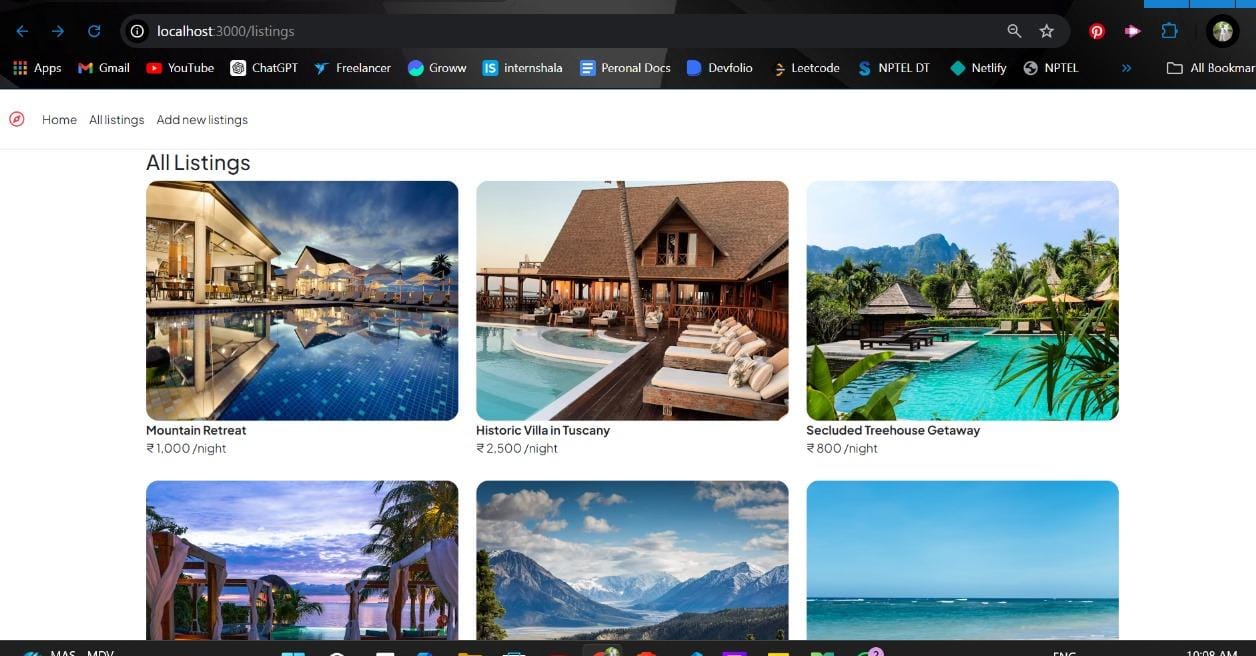 localhost:3000/listings
Apps Gmail YouTube ChatGPT Freelancer Groww IS internshala Peronal Docs Devfolio Leetcode NPTEL DT Netlify NPTEL » All Bookmar
Home All listings Add new listings
All Listings
Mountain Retreat
₹1,000 /night
Historic Villa in Tuscany
₹2,500 /night
Secluded Treehouse Getaway
₹800 /night
MAS - MDV 2 ENG 10:08 AM